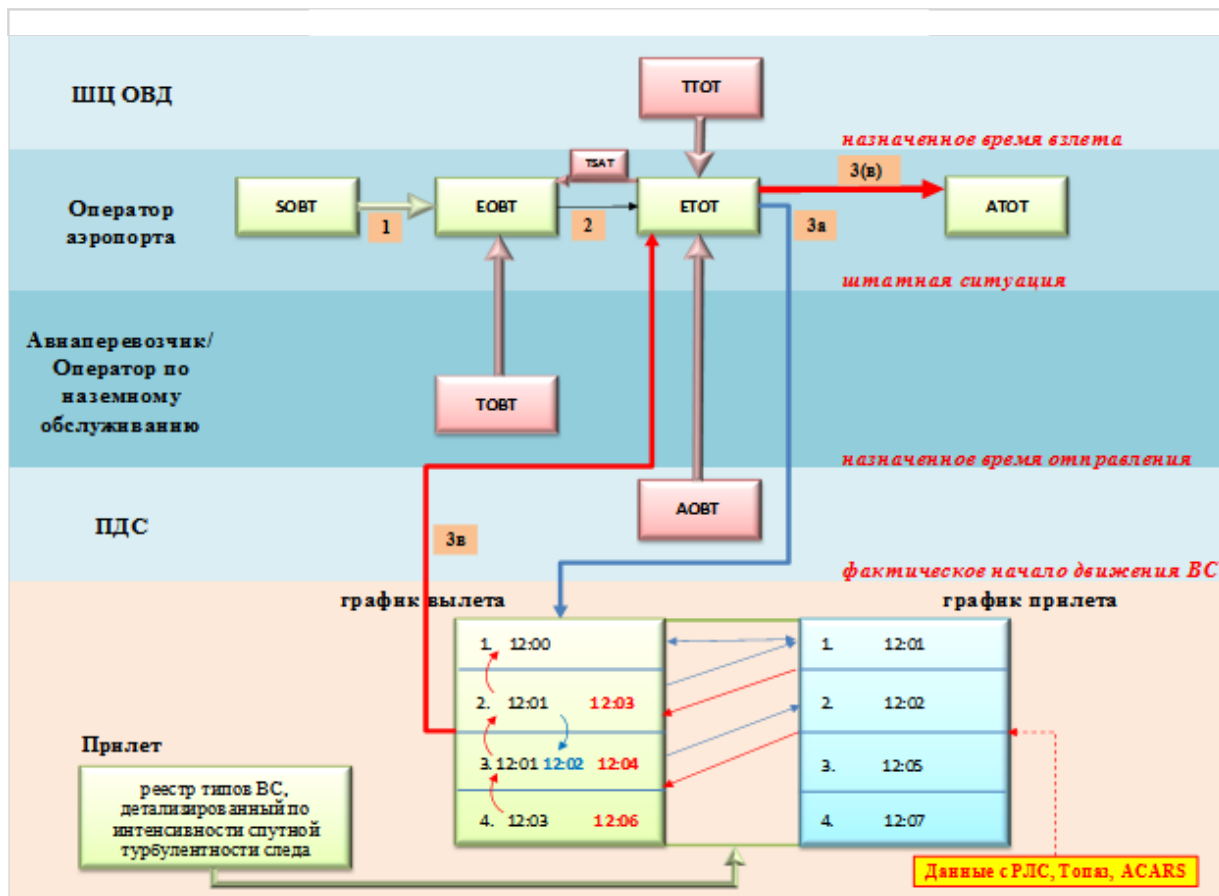 ШЦ ОВД
ТТОТ
назначенное время взлета
TSAT
3(в)
Оператор
аэропорта
SOBT
1
EOBT
2
ETOT
3а
ATOT
штатная ситуация
Авиаперевозчик/
Оператор по
наземному
обслуживанию
TOBT
назначенное время отправления
AOBT
ПДС
3в
фактическое начало движения ВС
график вылета
график прилета
1. 12:00
2. 12:01 12:03
3. 12:01 12:02 12:04
4. 12:03 12:06
1. 12:01
2. 12:02
3. 12:05
4. 12:07
Прилет
реестр типов ВС,
детализированный по
интенсивности спутной
турбулентности следа
Данные с РЛС, Топаз, ACARS